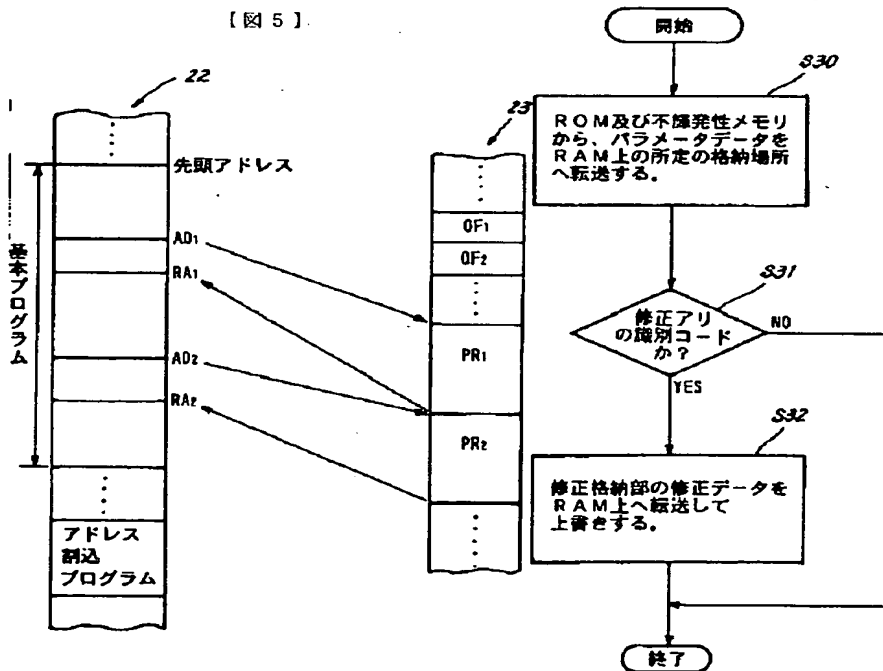 【図5】
22
先頭アドレス
AD1
RA1
AD2
RA2
基本プログラム
アドレス
割込
プログラム
23
OF1
OF2
PR1
PR2
開始
S30
ROM及び不揮発性メモリ
から、パラメータデータを
RAM上の所定の格納場所
へ転送する。
S31
修正アリ
の識別コード
か?
NO
YES
S32
修正格納部の修正データを
RAM上へ転送して
上書きする。
終了